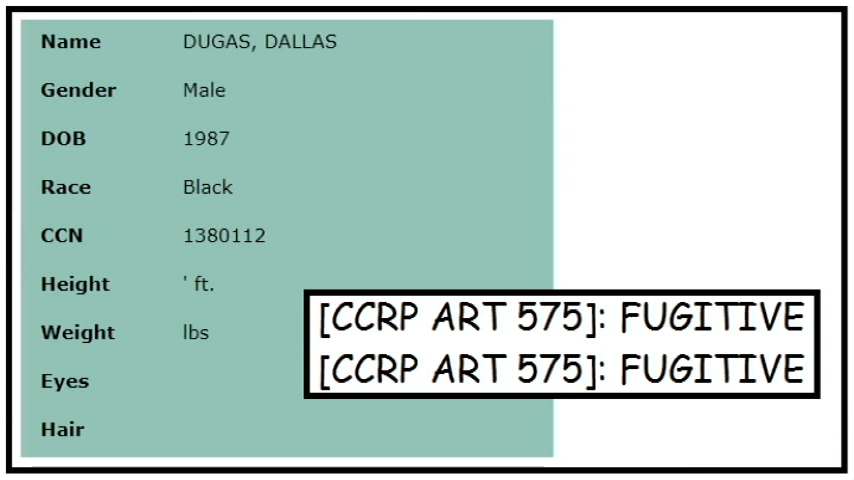 Name DUGAS, DALLAS
Gender Male
DOB 1987
Race Black
CCN 1380112
Height ' ft.
Weight lbs
Eyes
Hair
[CCRP ART 575]: FUGITIVE
[CCRP ART 575]: FUGITIVE